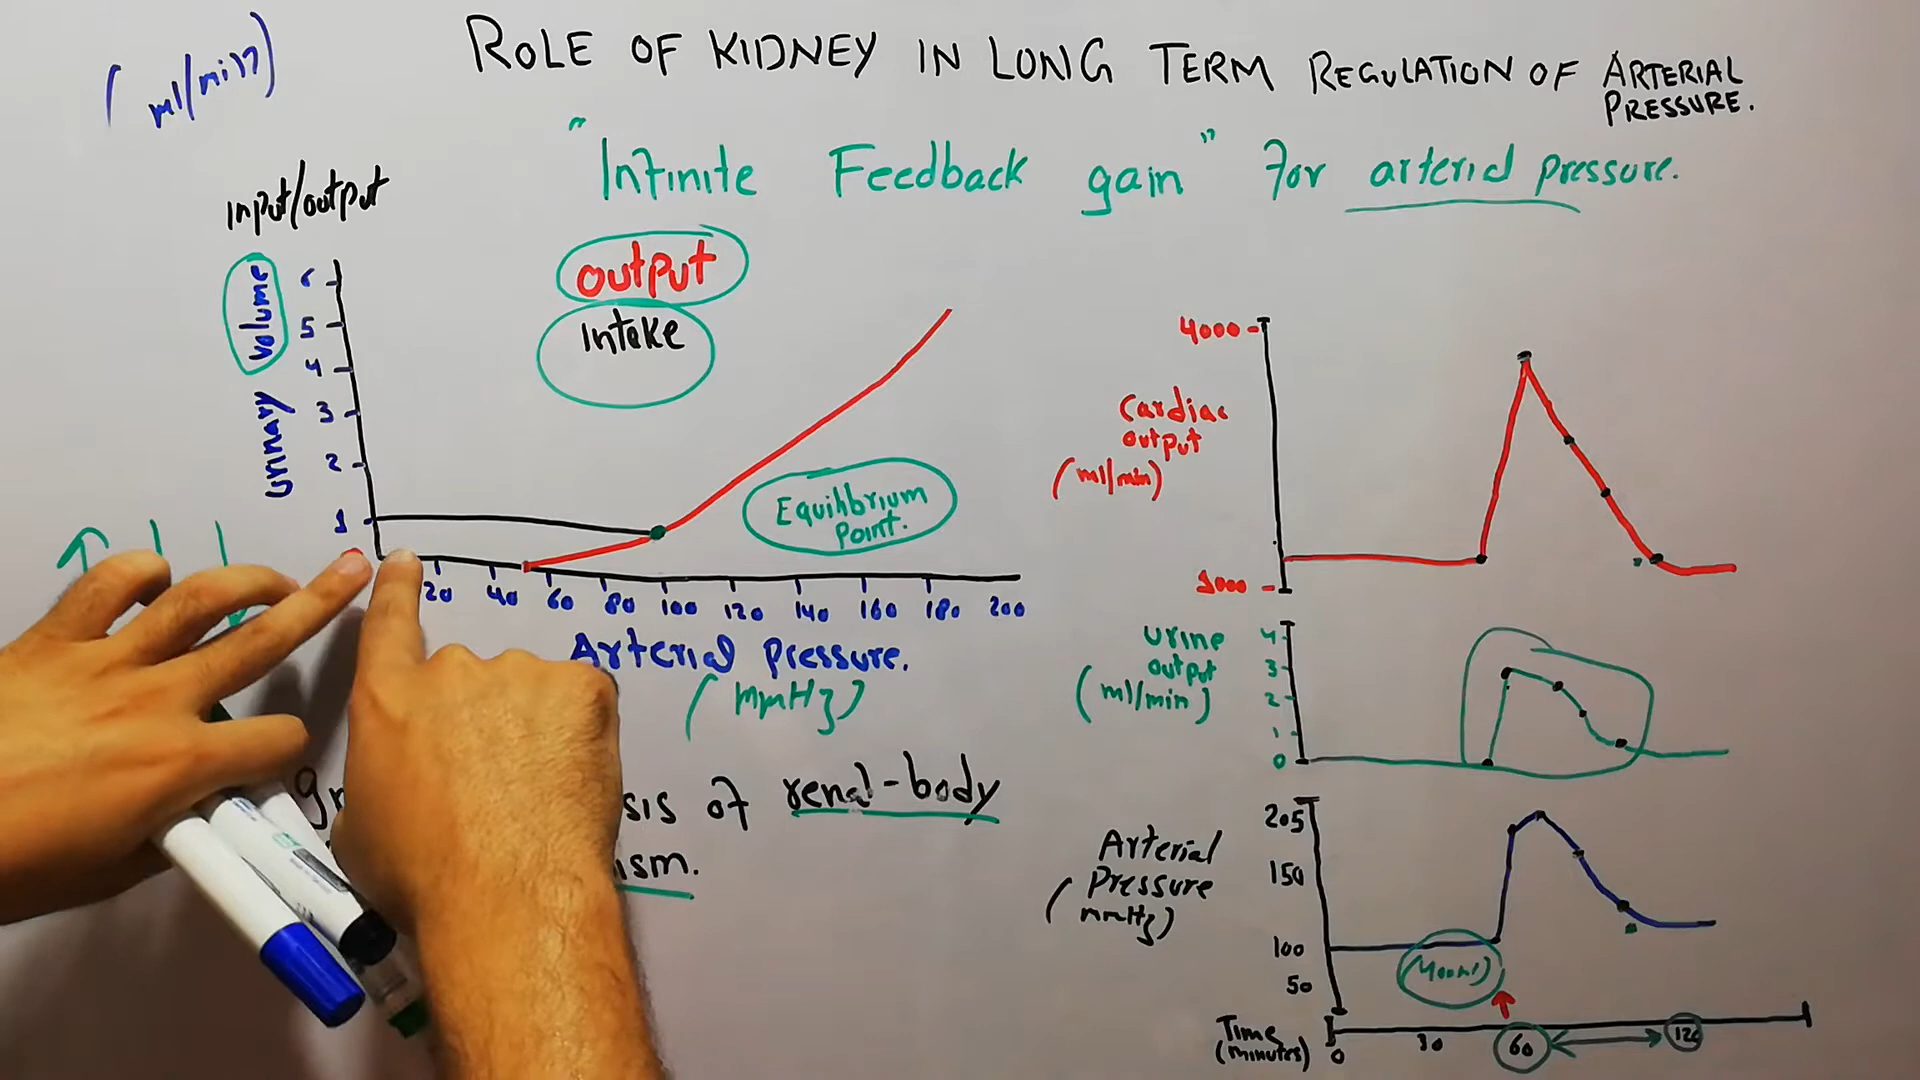 (ml/min)
ROLE OF KIDNEY IN LONG TERM REGULATION OF ARTERIAL
PRESSURE.
"Infinite Feedback gain" For arterial pressure.
Input/output
output
Intake
urinary volume
6
5
4
3
2
1
Equilibrium
Point.
20 40 60 80 100 120 140 160 180 200
Arterial pressure.
(mmHg)
sis of renal-body
ism.
4000
Cardiac
output
(ml/min)
1000
urine
output
(ml/min)
4
3
2
1
0
Arterial
Pressure
(mmHg)
205
150
100
50
(400ml)
Time
(minutes)
0 30 60 120